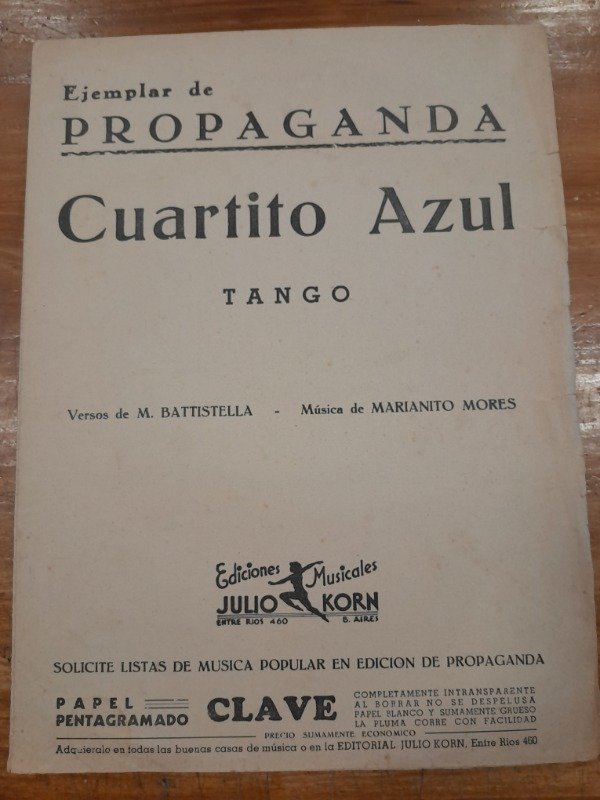 Ejemplar de
PROPAGANDA
Cuartito Azul
TANGO
Versos de M. BATTISTELLA - Música de MARIANITO MORES
Ediciones Musicales
JULIO KORN
ENTRE RIOS 460 B. AIRES
SOLICITE LISTAS DE MUSICA POPULAR EN EDICION DE PROPAGANDA
PAPEL PENTAGRAMADO
CLAVE
COMPLETAMENTE INTRANSPARENTE
AL BORRAR NO SE DESPELUSA
PAPEL BLANCO Y SUMAMENTE GRUESO
LA PLUMA CORRE CON FACILIDAD
PRECIO SUMAMENTE ECONOMICO
Adquieralo en todas las buenas casas de música o en la EDITORIAL JULIO KORN, Entre Rios 460